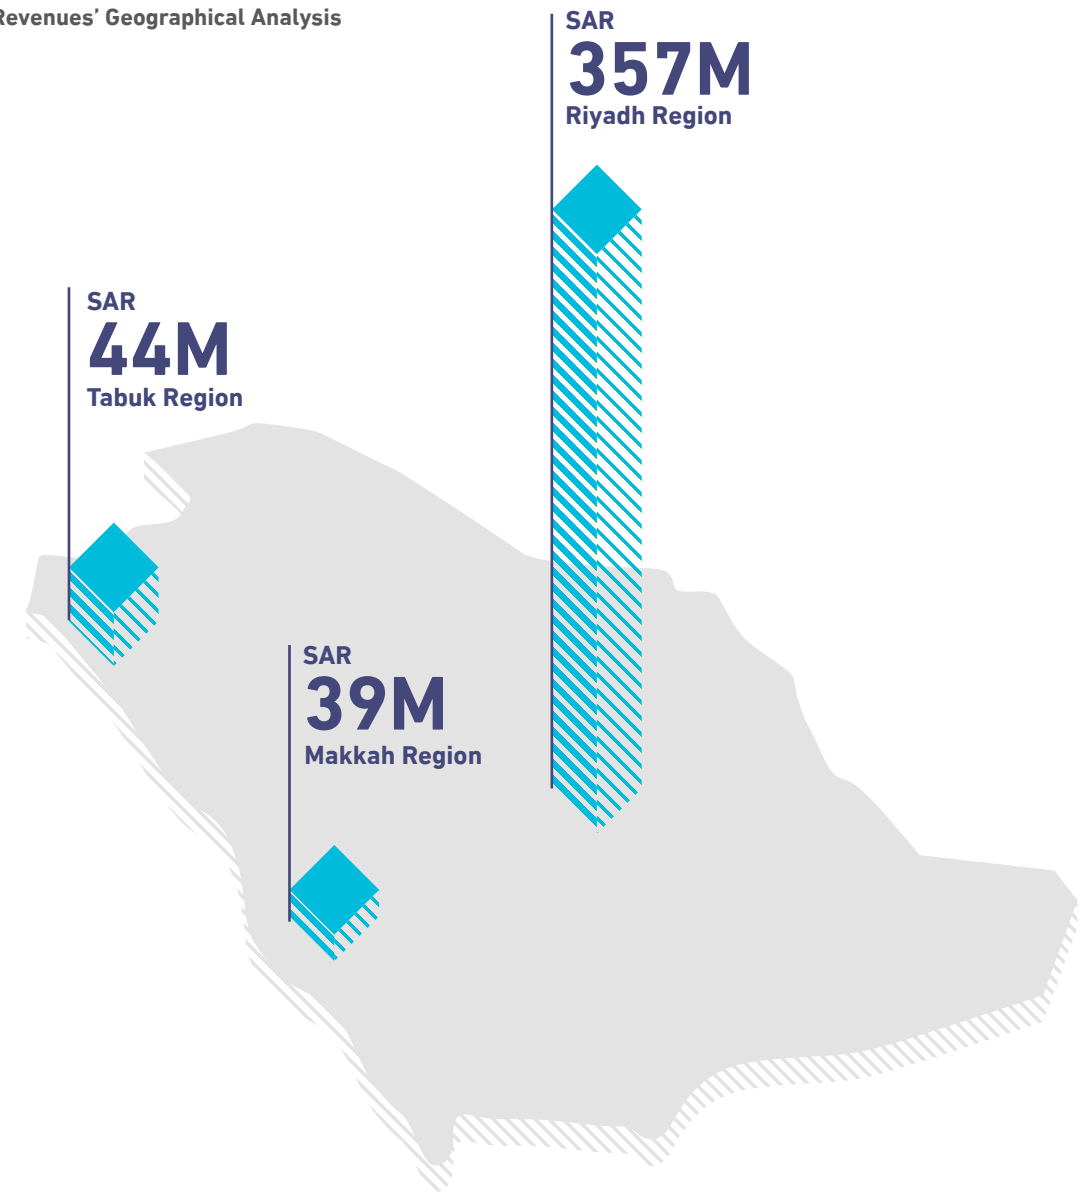 Revenues’ Geographical Analysis
SAR
357M
Riyadh Region
SAR
44M
Tabuk Region
SAR
39M
Makkah Region